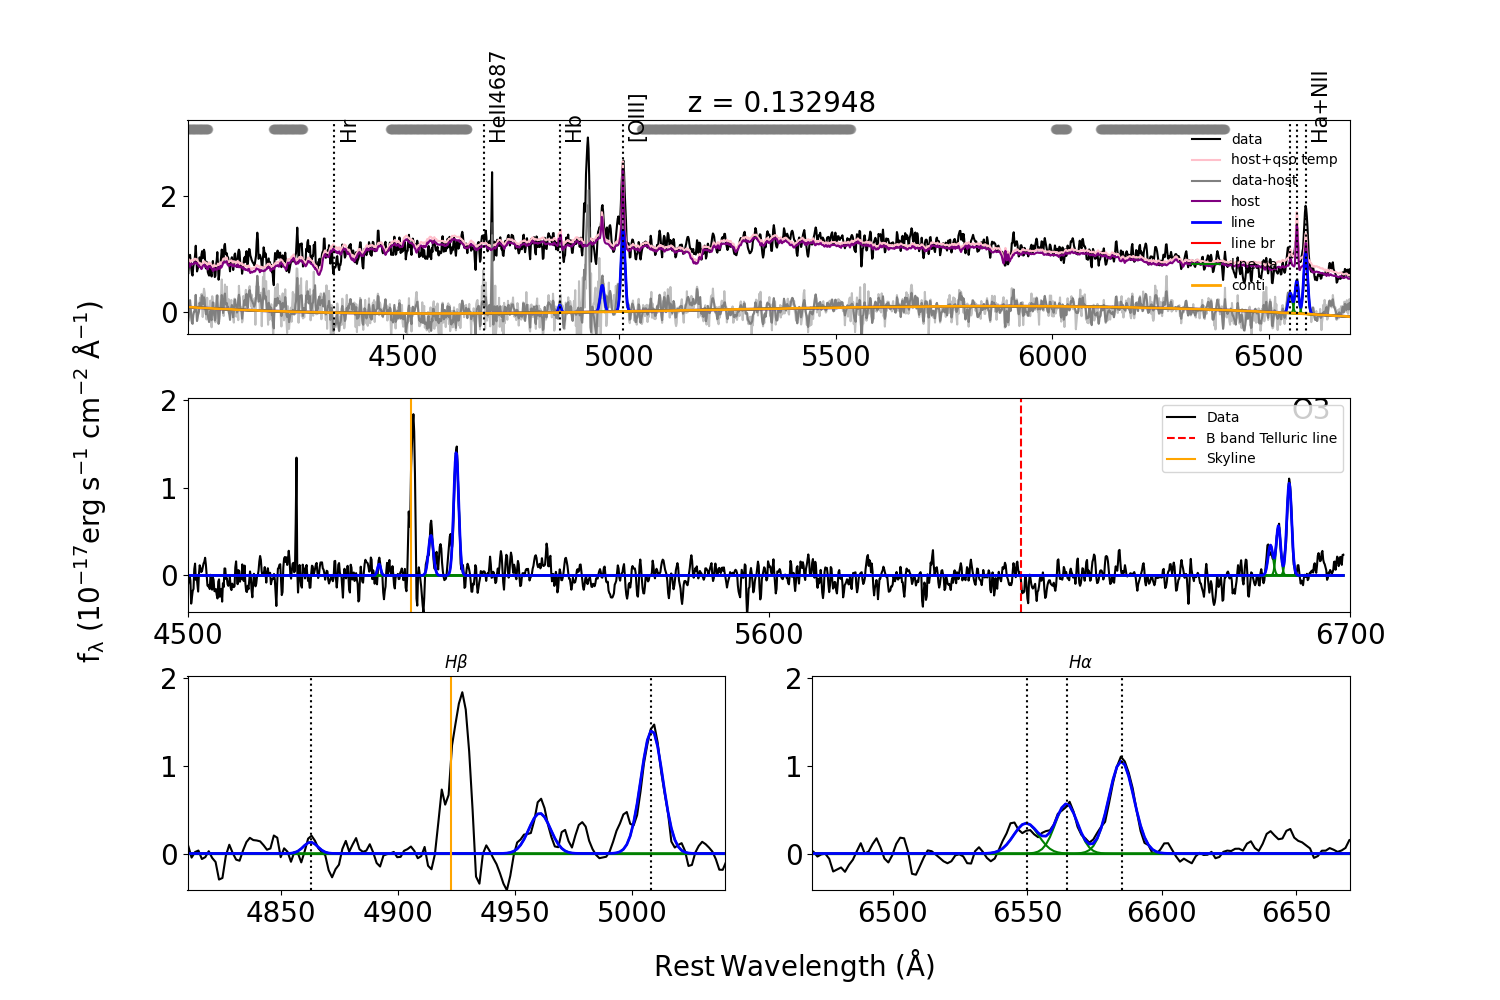 z = 0.132948
Hr
HeII4687
Hb
[OIII]
Ha+NII
data
host+qso temp
data-host
host
line
line br
conti
2
0
4500 5000 5500 6000 6500
fλ (10⁻¹⁷erg s⁻¹ cm⁻² Å⁻¹)
O3
Data
B band Telluric line
Skyline
2
1
0
4500 5600 6700
Hβ
2
1
0
4850 4900 4950 5000
Hα
2
1
0
6500 6550 6600 6650
Rest Wavelength (Å)